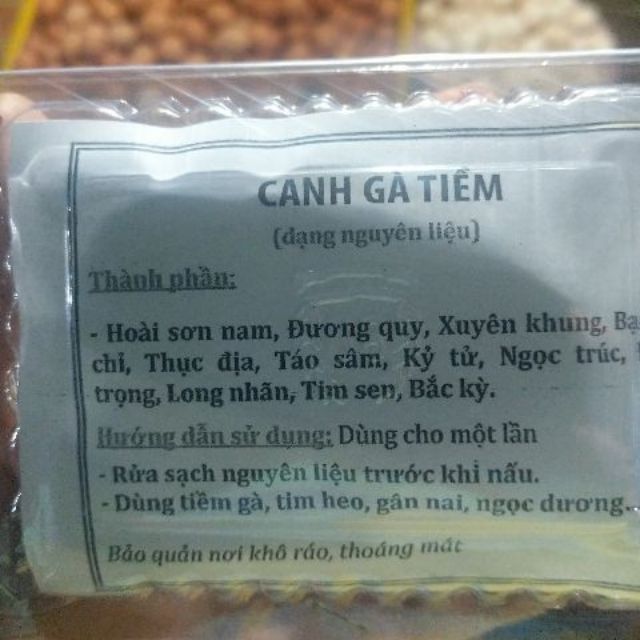 CANH GÀ TIỀM
(dạng nguyên liệu)
Thành phần:
- Hoài sơn nam, Đương quy, Xuyên khung,
chỉ, Thục địa, Táo sâm, Kỷ tử, Ngọc trúc,
trọng, Long nhãn, Tim sen, Bắc kỳ.
Hướng dẫn sử dụng: Dùng cho một lần
- Rửa sạch nguyên liệu trước khi nấu.
- Dùng tiềm gà, tim heo, gân nai, ngọc dương...
Bảo quản nơi khô ráo, thoáng mát